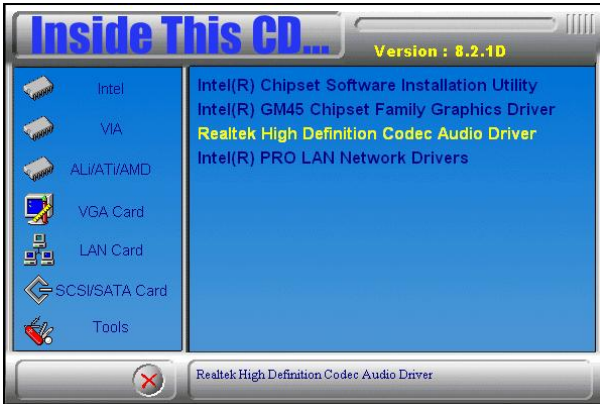 Inside This CD...
Version : 8.2.1D
Intel
VIA
ALi/ATi/AMD
VGA Card
LAN Card
SCSI/SATA Card
Tools
Intel(R) Chipset Software Installation Utility
Intel(R) GM45 Chipset Family Graphics Driver
Realtek High Definition Codec Audio Driver
Intel(R) PRO LAN Network Drivers
Realtek High Definition Codec Audio Driver